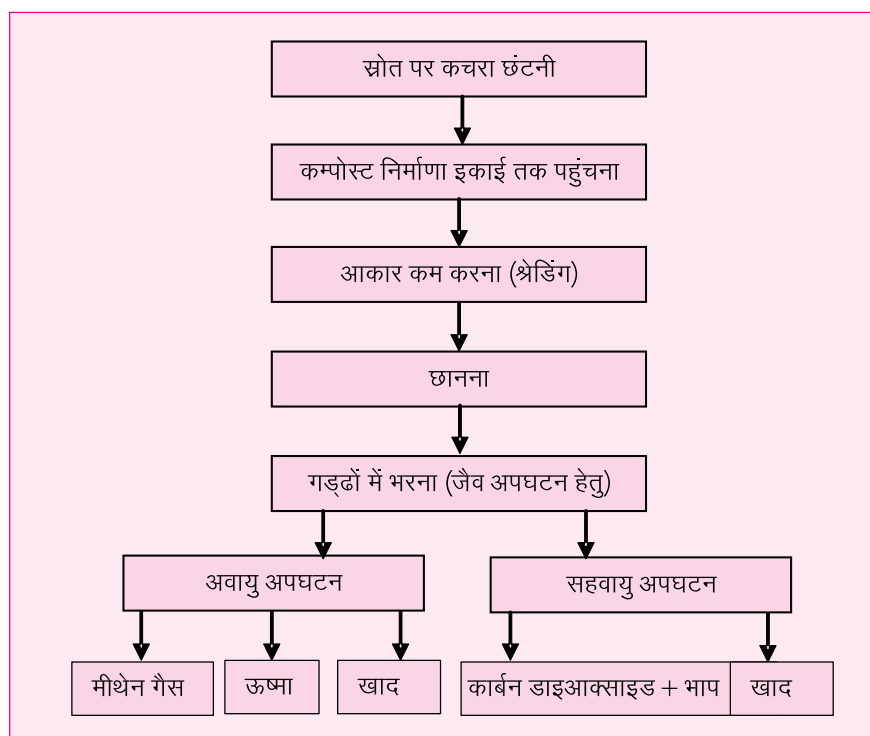 स्रोत पर कचरा छंटनी
कम्पोस्ट निर्माणा इकाई तक पहुंचना
आकार कम करना (श्रेडिंग)
छानना
गड्ढों में भरना (जैव अपघटन हेतु)
अवायु अपघटन
सहवायु अपघटन
मीथेन गैस
ऊष्मा
खाद
कार्बन डाइआक्साइड + भाप
खाद